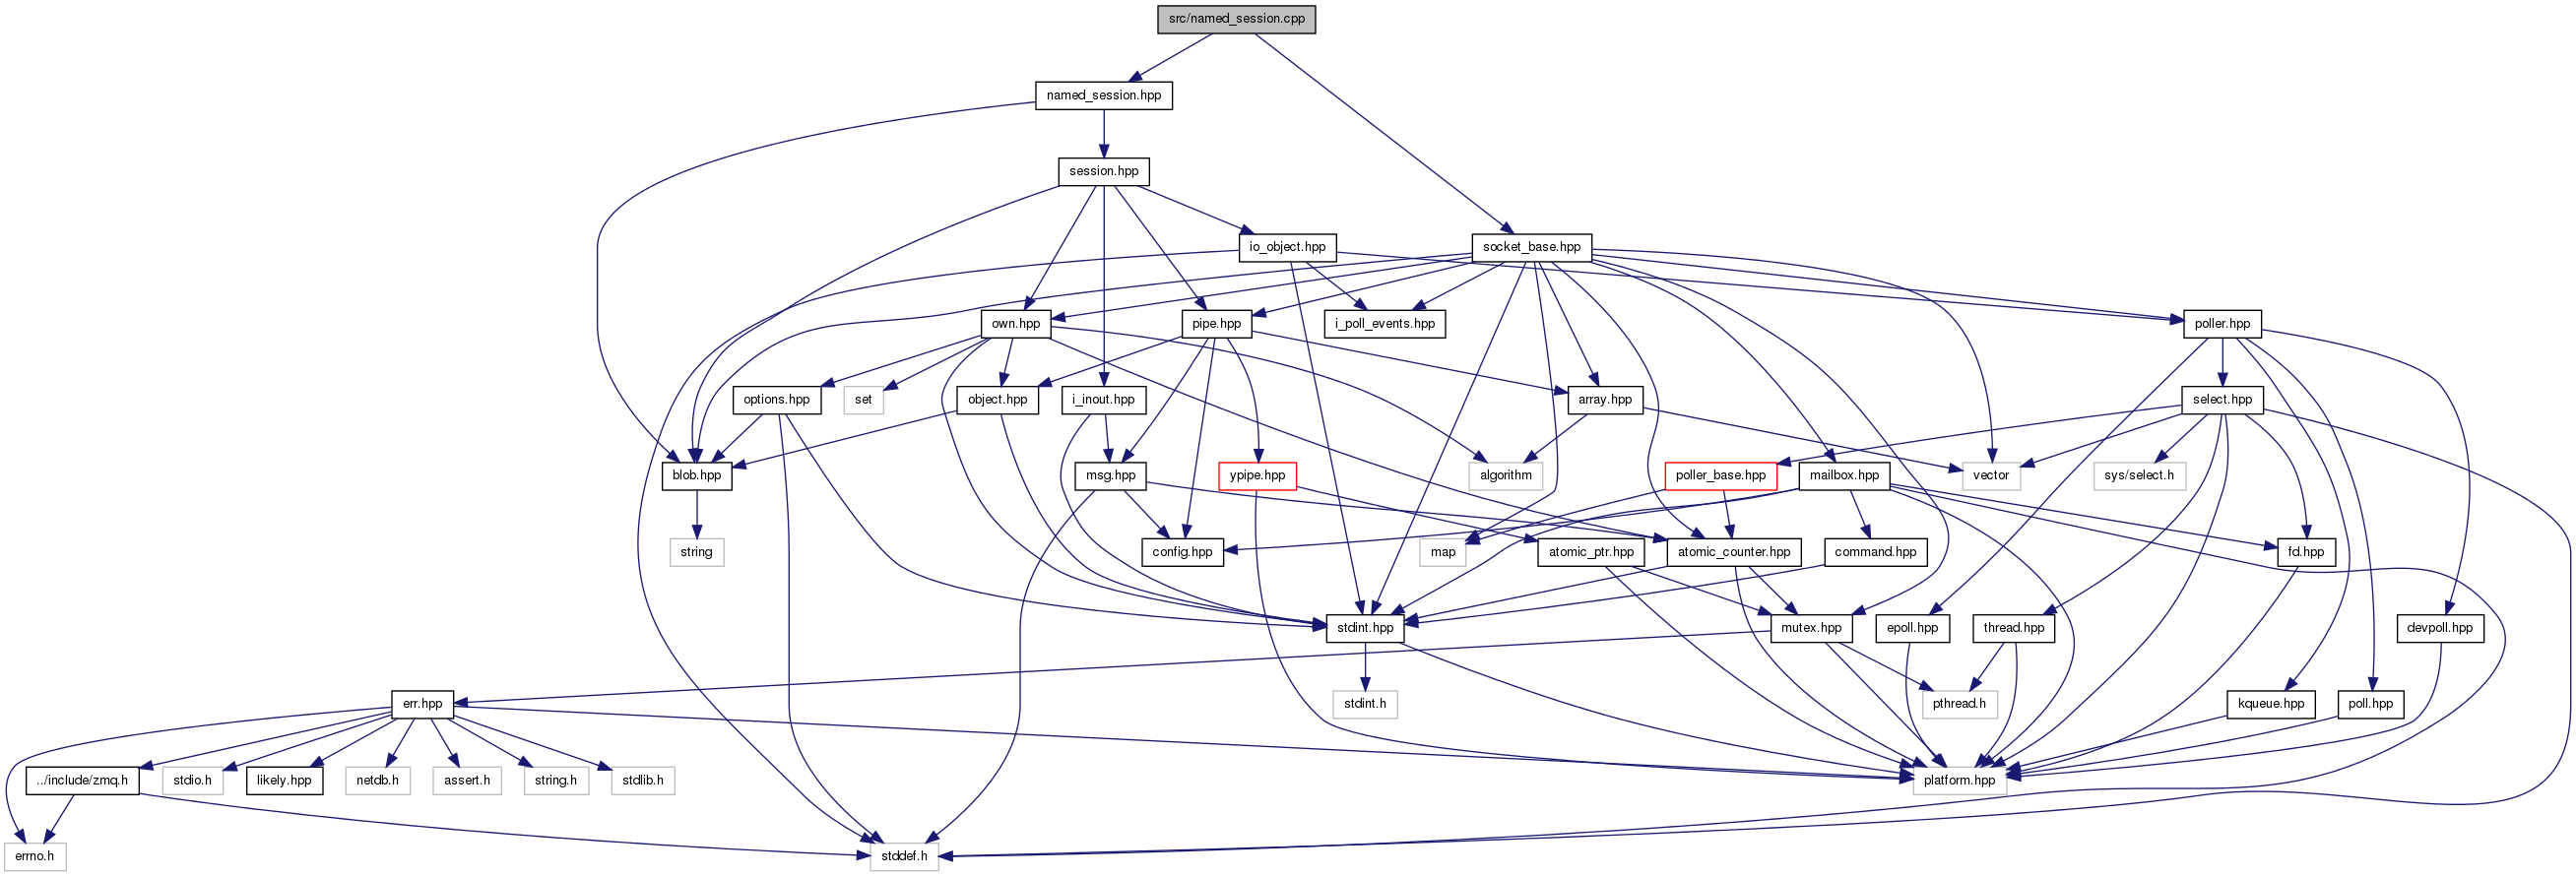 src/named_session.cpp
named_session.hpp
session.hpp
io_object.hpp
socket_base.hpp
own.hpp
pipe.hpp
i_poll_events.hpp
poller.hpp
options.hpp
set
object.hpp
i_inout.hpp
array.hpp
select.hpp
blob.hpp
msg.hpp
ypipe.hpp
algorithm
poller_base.hpp
mailbox.hpp
vector
sys/select.h
string
config.hpp
map
atomic_ptr.hpp
atomic_counter.hpp
command.hpp
fd.hpp
stdint.hpp
mutex.hpp
epoll.hpp
thread.hpp
devpoll.hpp
err.hpp
stdint.h
pthread.h
kqueue.hpp
poll.hpp
../include/zmq.h
stdio.h
likely.hpp
netdb.h
assert.h
string.h
stdlib.h
platform.hpp
errno.h
stddef.h